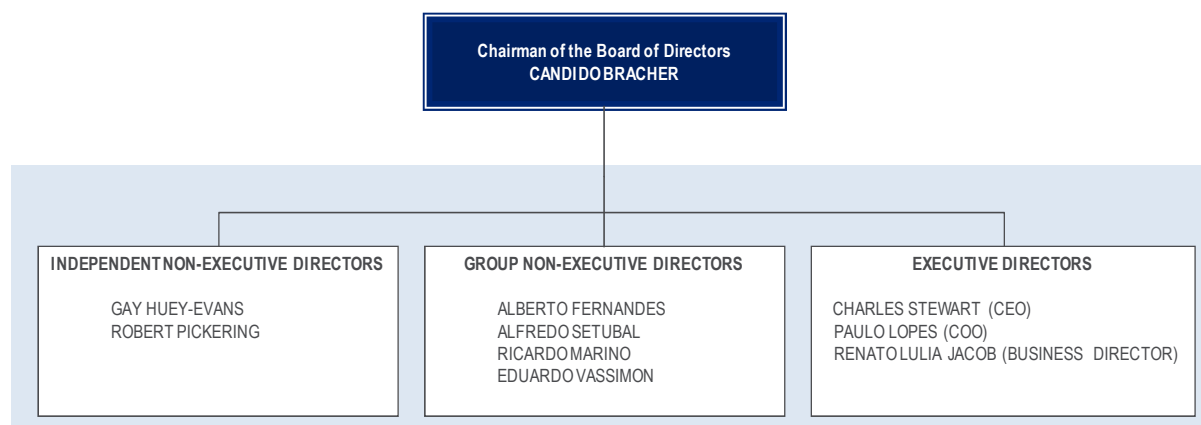 Chairman of the Board of Directors
CANDIDO BRACHER
INDEPENDENT NON-EXECUTIVE DIRECTORS
GAY HUEY-EVANS
ROBERT PICKERING
GROUP NON-EXECUTIVE DIRECTORS
ALBERTO FERNANDES
ALFREDO SETUBAL
RICARDO MARINO
EDUARDO VASSIMON
EXECUTIVE DIRECTORS
CHARLES STEWART (CEO)
PAULO LOPES (COO)
RENATO LULIA JACOB (BUSINESS DIRECTOR)